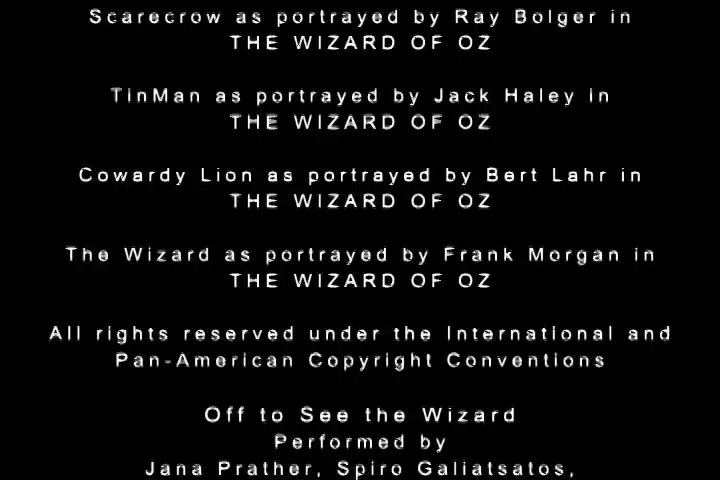 Scarecrow as portrayed by Ray Bolger in
THE WIZARD OF OZ
TinMan as portrayed by Jack Haley in
THE WIZARD OF OZ
Cowardy Lion as portrayed by Bert Lahr in
THE WIZARD OF OZ
The Wizard as portrayed by Frank Morgan in
THE WIZARD OF OZ
All rights reserved under the International and
Pan-American Copyright Conventions
Off to See the Wizard
Performed by
Jana Prather, Spiro Galiatsatos,